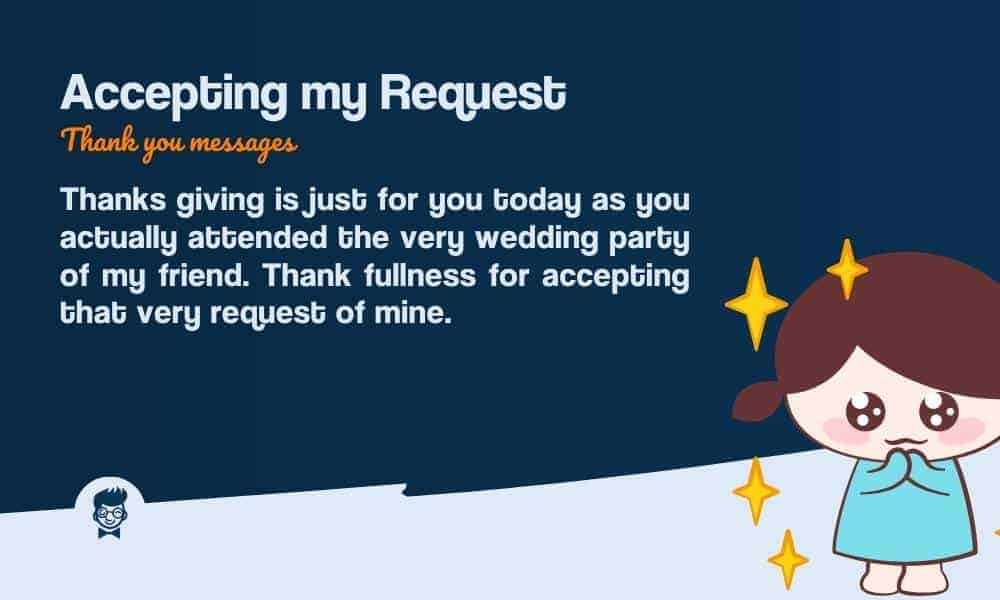 Accepting my Request
Thank you messages
Thanks giving is just for you today as you
actually attended the very wedding party
of my friend. Thank fullness for accepting
that very request of mine.